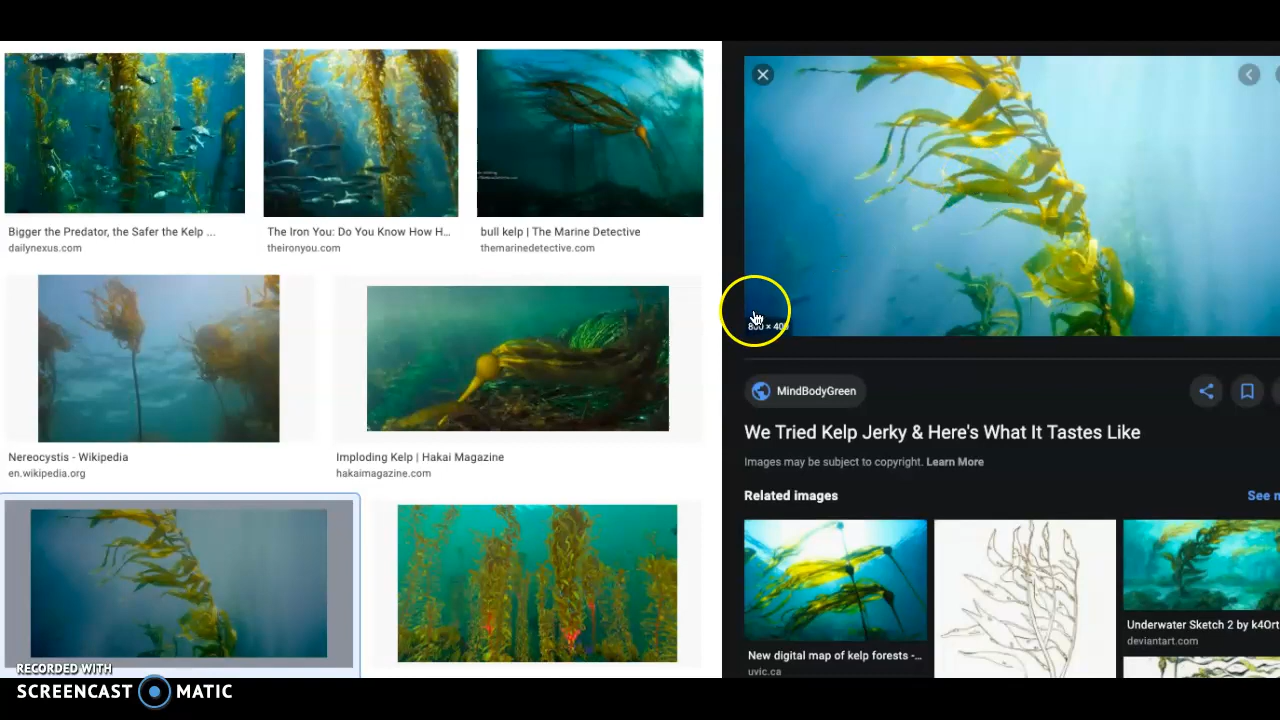 Bigger the Predator, the Safer the Kelp ...
dailynexus.com
The Iron You: Do You Know How H...
theironyou.com
bull kelp | The Marine Detective
themarinedetective.com
Nereocystis - Wikipedia
en.wikipedia.org
Imploding Kelp | Hakai Magazine
hakaimagazine.com
800 × 400
MindBodyGreen
We Tried Kelp Jerky & Here's What It Tastes Like
Images may be subject to copyright. Learn More
Related images
See
New digital map of kelp forests -...
uvic.ca
Underwater Sketch 2 by k4Ort
deviantart.com
RECORDED WITH
SCREENCAST MATIC